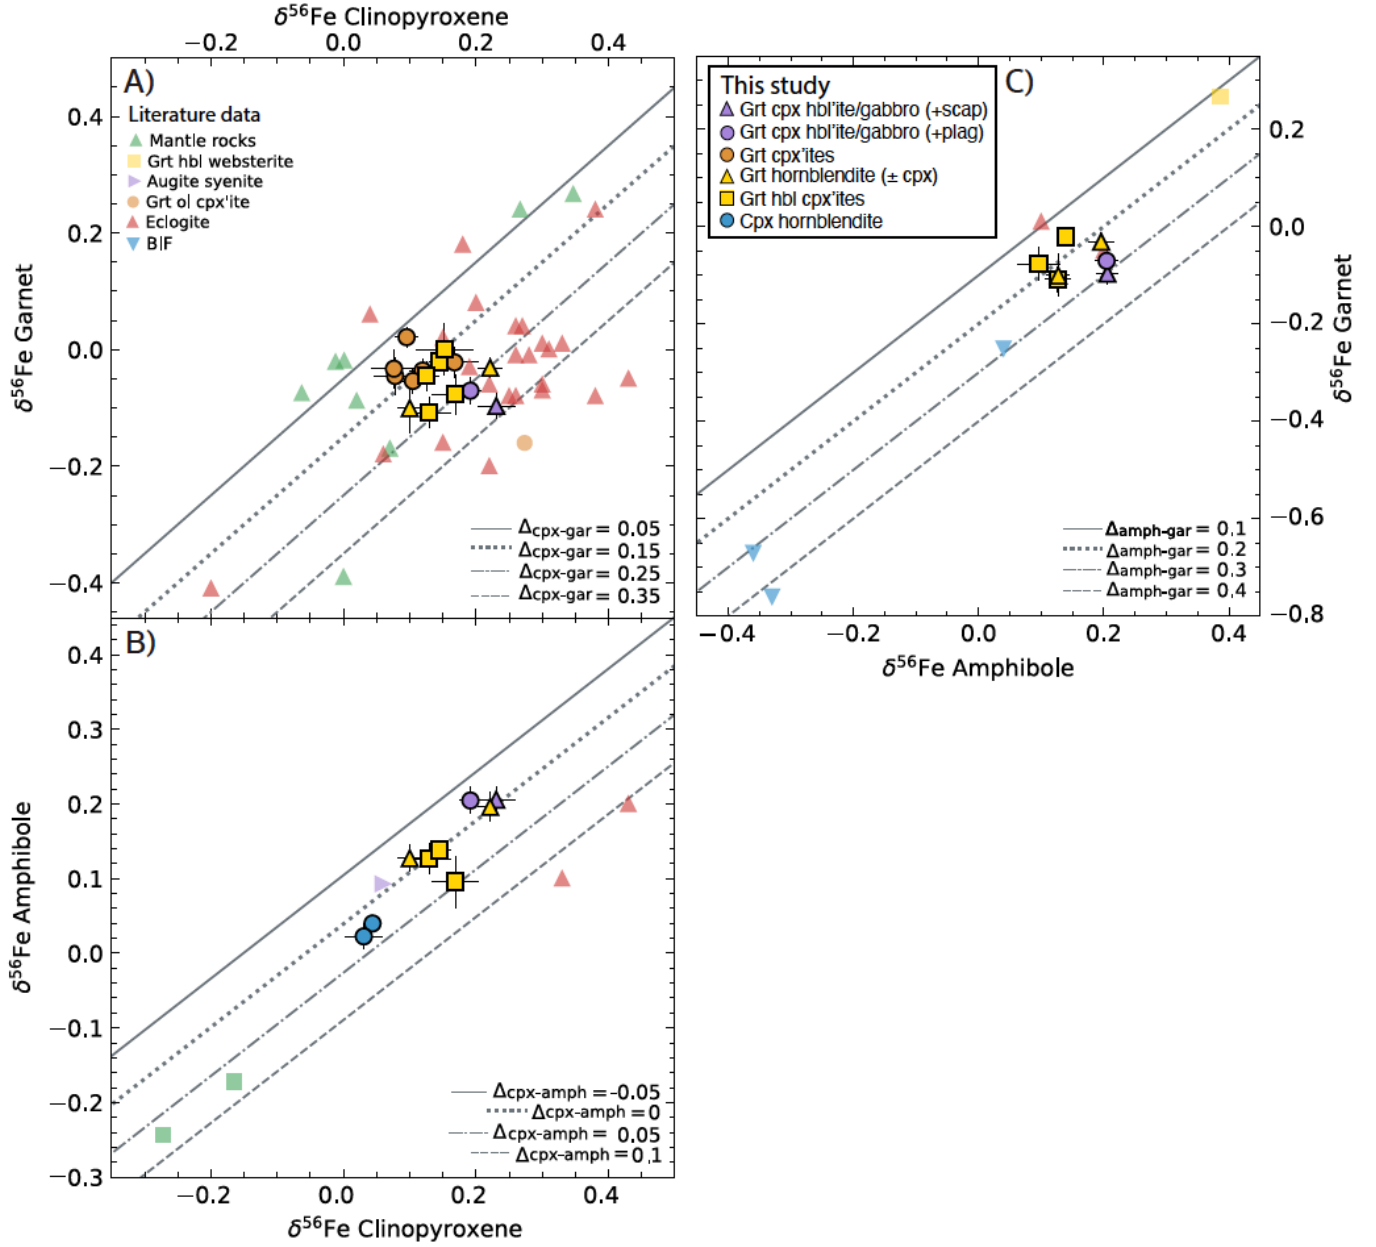 δ56Fe Clinopyroxene
−0.2 0.0 0.2 0.4
A)
Literature data
Mantle rocks
Grt hbl websterite
Augite syenite
Grt ol cpx'ite
Eclogite
BIF
0.4
0.2
0.0
−0.2
−0.4
δ56Fe Garnet
Δcpx-gar = 0.05
Δcpx-gar = 0.15
Δcpx-gar = 0.25
Δcpx-gar = 0.35
B)
0.4
0.3
0.2
0.1
0.0
−0.1
−0.2
−0.3
δ56Fe Amphibole
Δcpx-amph = -0.05
Δcpx-amph = 0
Δcpx-amph = 0.05
Δcpx-amph = 0.1
−0.2 0.0 0.2 0.4
δ56Fe Clinopyroxene
This study
Grt cpx hbl'ite/gabbro (+scap)
Grt cpx hbl'ite/gabbro (+plag)
Grt cpx'ites
Grt hornblendite (± cpx)
Grt hbl cpx'ites
Cpx hornblendite
C)
0.2
0.0
−0.2
−0.4
−0.6
−0.8
δ56Fe Garnet
Δamph-gar = 0.1
Δamph-gar = 0.2
Δamph-gar = 0.3
Δamph-gar = 0.4
−0.4 −0.2 0.0 0.2 0.4
δ56Fe Amphibole